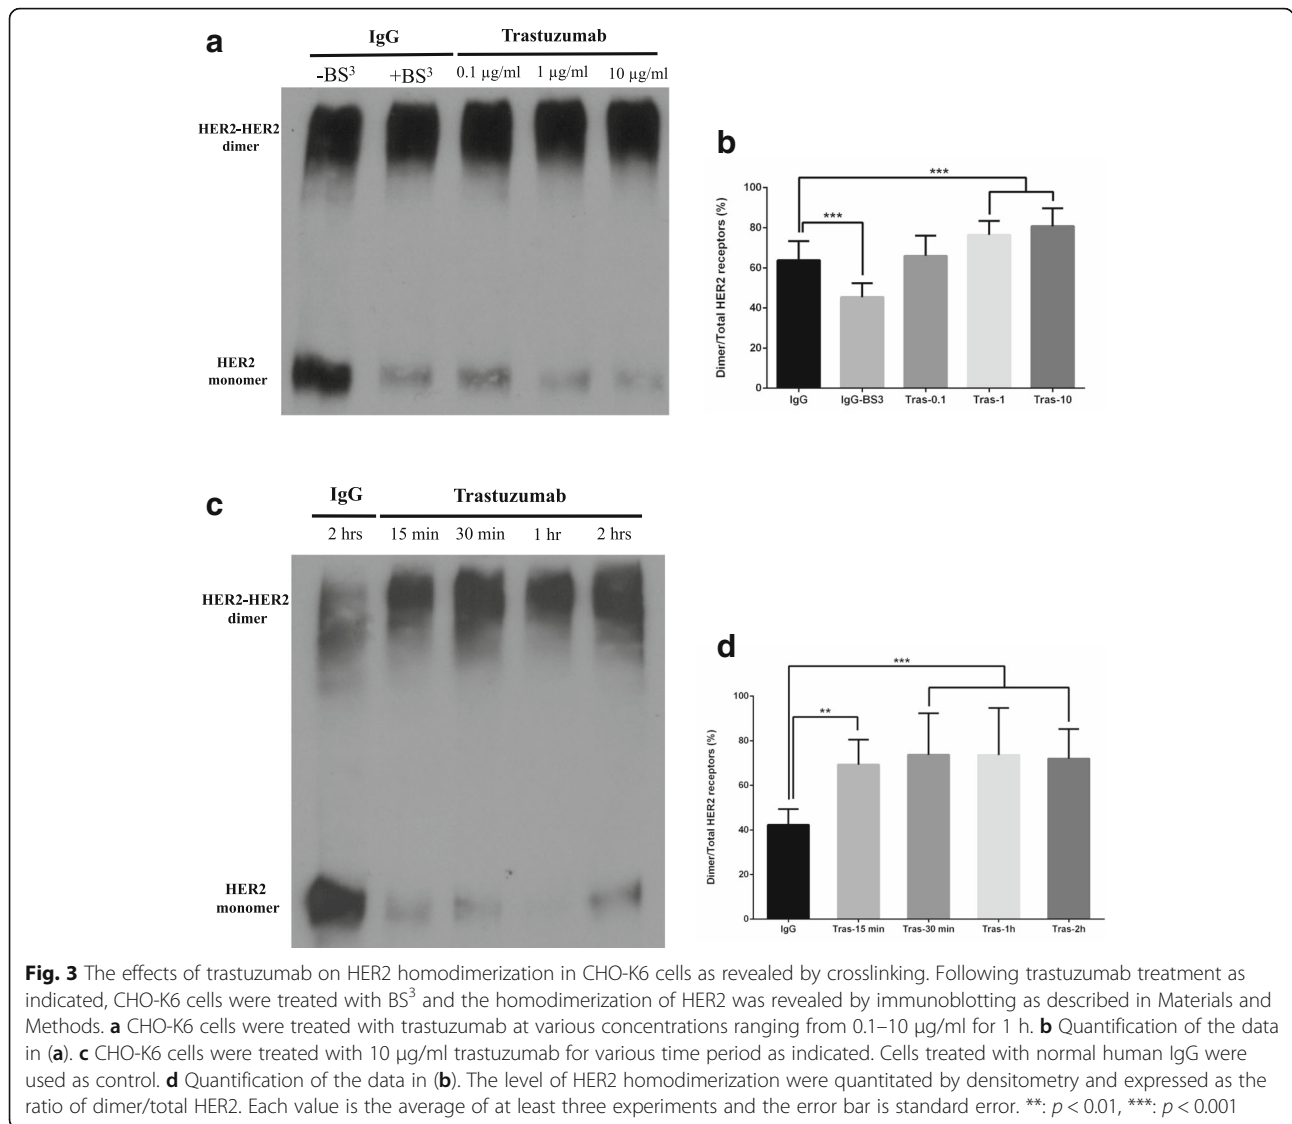 a
IgG
Trastuzumab
-BS³
+BS³
0.1 µg/ml
1 µg/ml
10 µg/ml
HER2-HER2
dimer
HER2
monomer
b
***
***
Dimer/Total HER2 receptors (%)
100
80
60
40
20
0
IgG
IgG-BS3
Tras-0.1
Tras-1
Tras-10
c
IgG
Trastuzumab
2 hrs
15 min
30 min
1 hr
2 hrs
HER2-HER2
dimer
HER2
monomer
d
***
**
Dimer/Total HER2 receptors (%)
100
80
60
40
20
0
IgG
Tras-15 min
Tras-30 min
Tras-1h
Tras-2h
Fig. 3 The effects of trastuzumab on HER2 homodimerization in CHO-K6 cells as revealed by crosslinking. Following trastuzumab treatment as
indicated, CHO-K6 cells were treated with BS³ and the homodimerization of HER2 was revealed by immunoblotting as described in Materials and
Methods. a CHO-K6 cells were treated with trastuzumab at various concentrations ranging from 0.1–10 µg/ml for 1 h. b Quantification of the data
in (a). c CHO-K6 cells were treated with 10 µg/ml trastuzumab for various time period as indicated. Cells treated with normal human IgG were
used as control. d Quantification of the data in (b). The level of HER2 homodimerization were quantitated by densitometry and expressed as the
ratio of dimer/total HER2. Each value is the average of at least three experiments and the error bar is standard error. **: p < 0.01, ***: p < 0.001